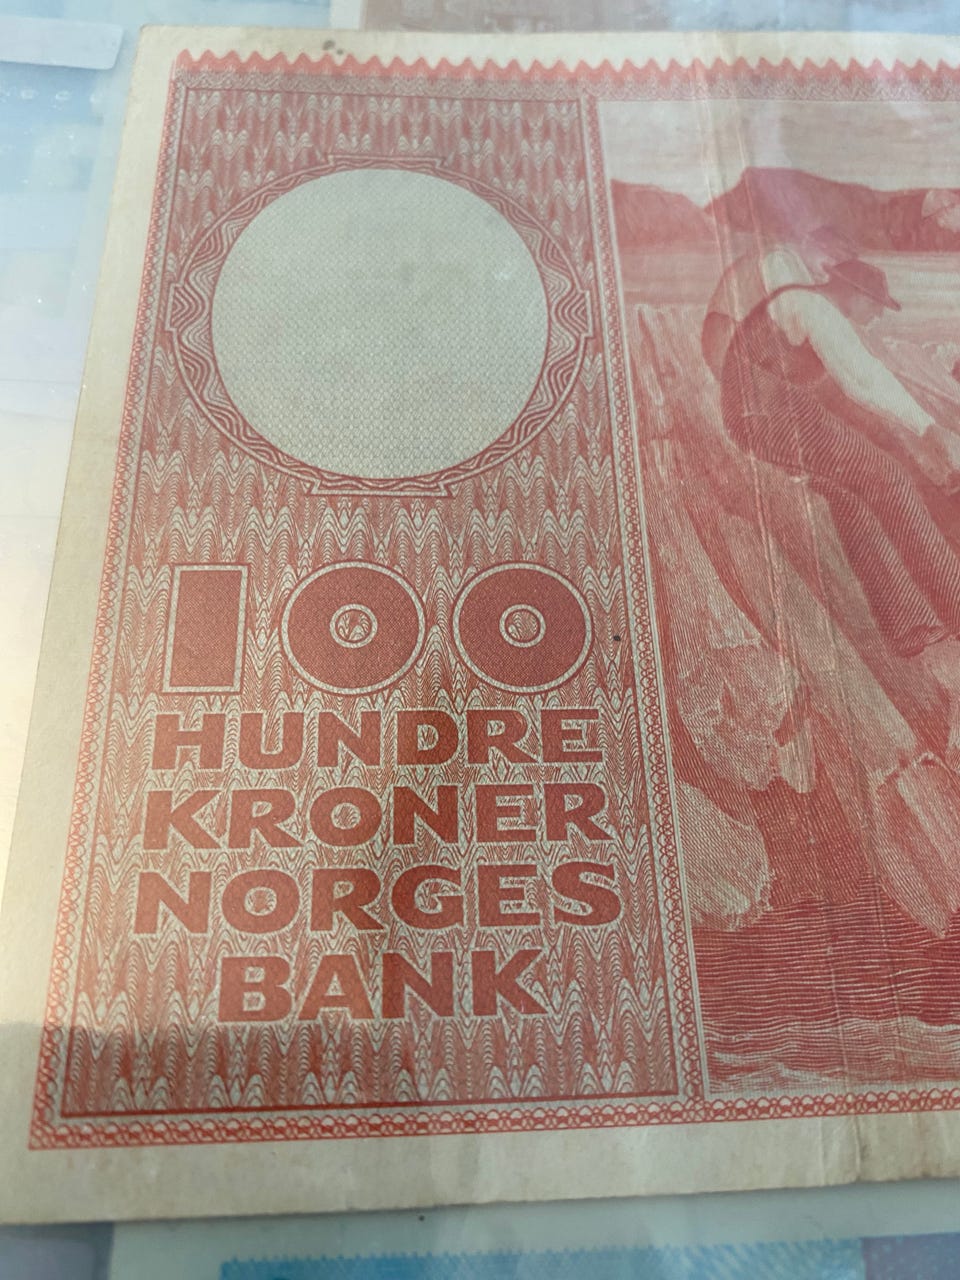 100
HUNDRE
KRONER
NORGES
BANK